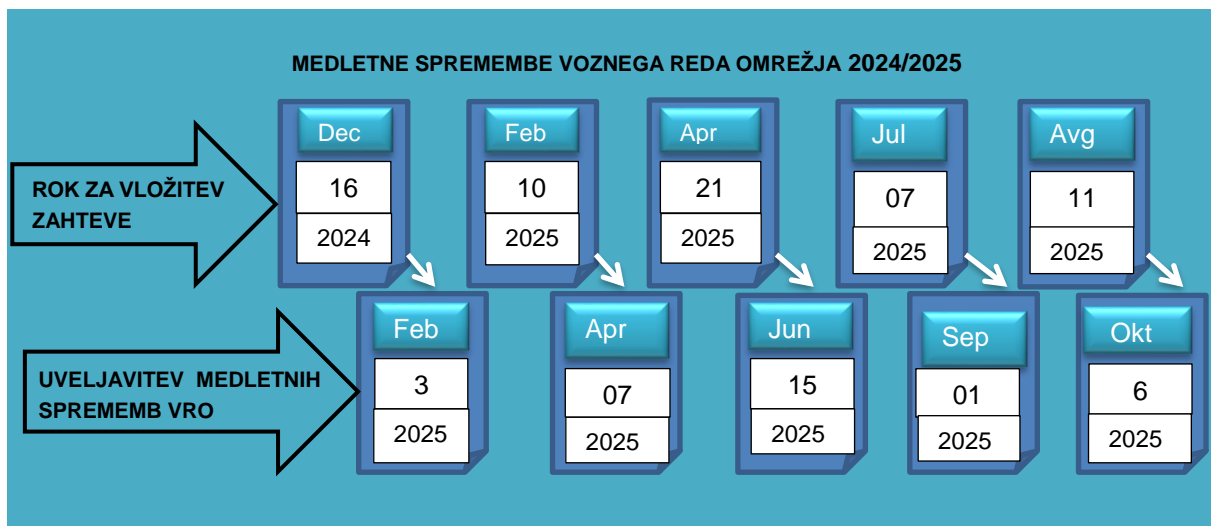 MEDLETNE SPREMEMBE VOZNEGA REDA OMREŽJA 2024/2025
ROK ZA VLOŽITEV
ZAHTEVE
Dec
16
2024
Feb
10
2025
Apr
21
2025
Jul
07
2025
Avg
11
2025
UVELJAVITEV MEDLETNIH
SPREMEMB VRO
Feb
3
2025
Apr
07
2025
Jun
15
2025
Sep
01
2025
Okt
6
2025